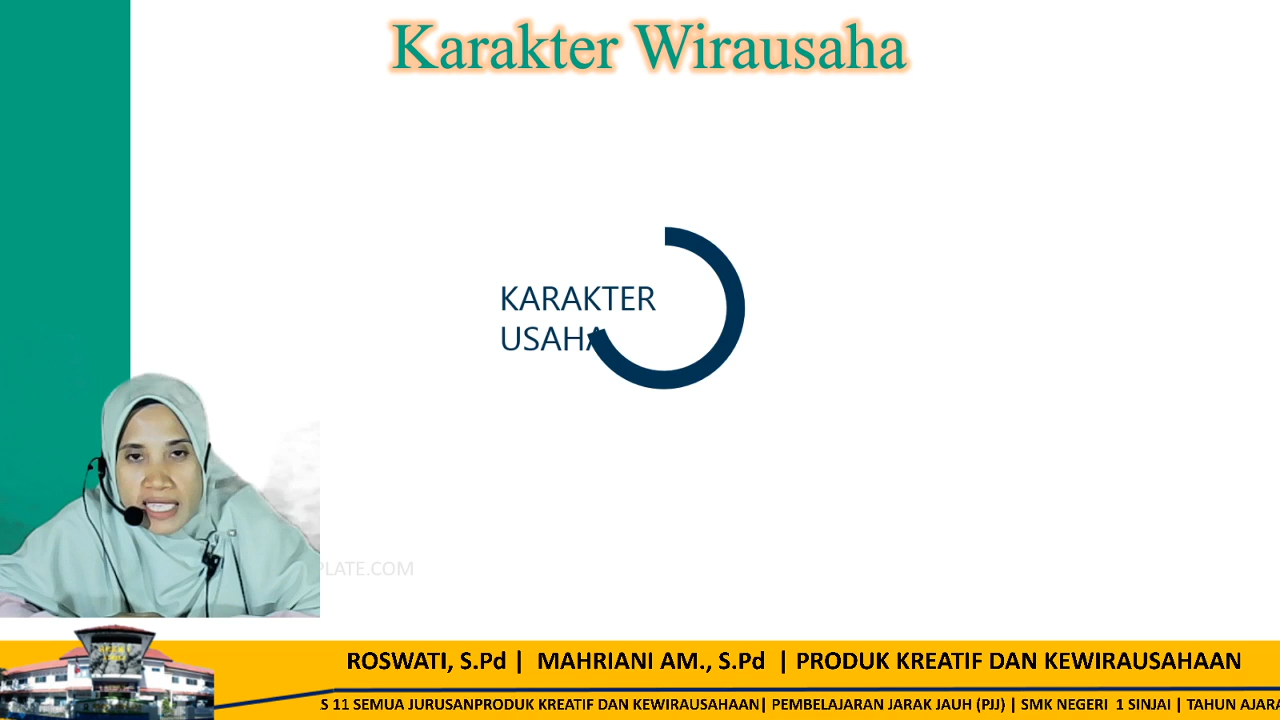 Karakter Wirausaha
KARAKTER
USAHA
PLATE.COM
ROSWATI, S.Pd | MAHRIANI AM., S.Pd | PRODUK KREATIF DAN KEWIRAUSAHAAN
S 11 SEMUA JURUSANPRODUK KREATIF DAN KEWIRAUSAHAAN| PEMBELAJARAN JARAK JAUH (PJJ) | SMK NEGERI 1 SINJAI | TAHUN AJARA